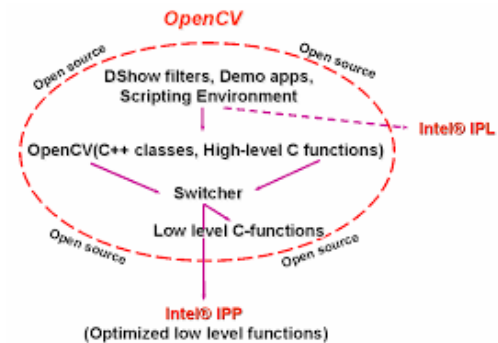 OpenCV
Open source
Open source
DShow filters, Demo apps,
Scripting Environment
Intel® IPL
OpenCV(C++ classes, High-level C functions)
Switcher
Low level C-functions
Open source
Open source
Intel® IPP
(Optimized low level functions)